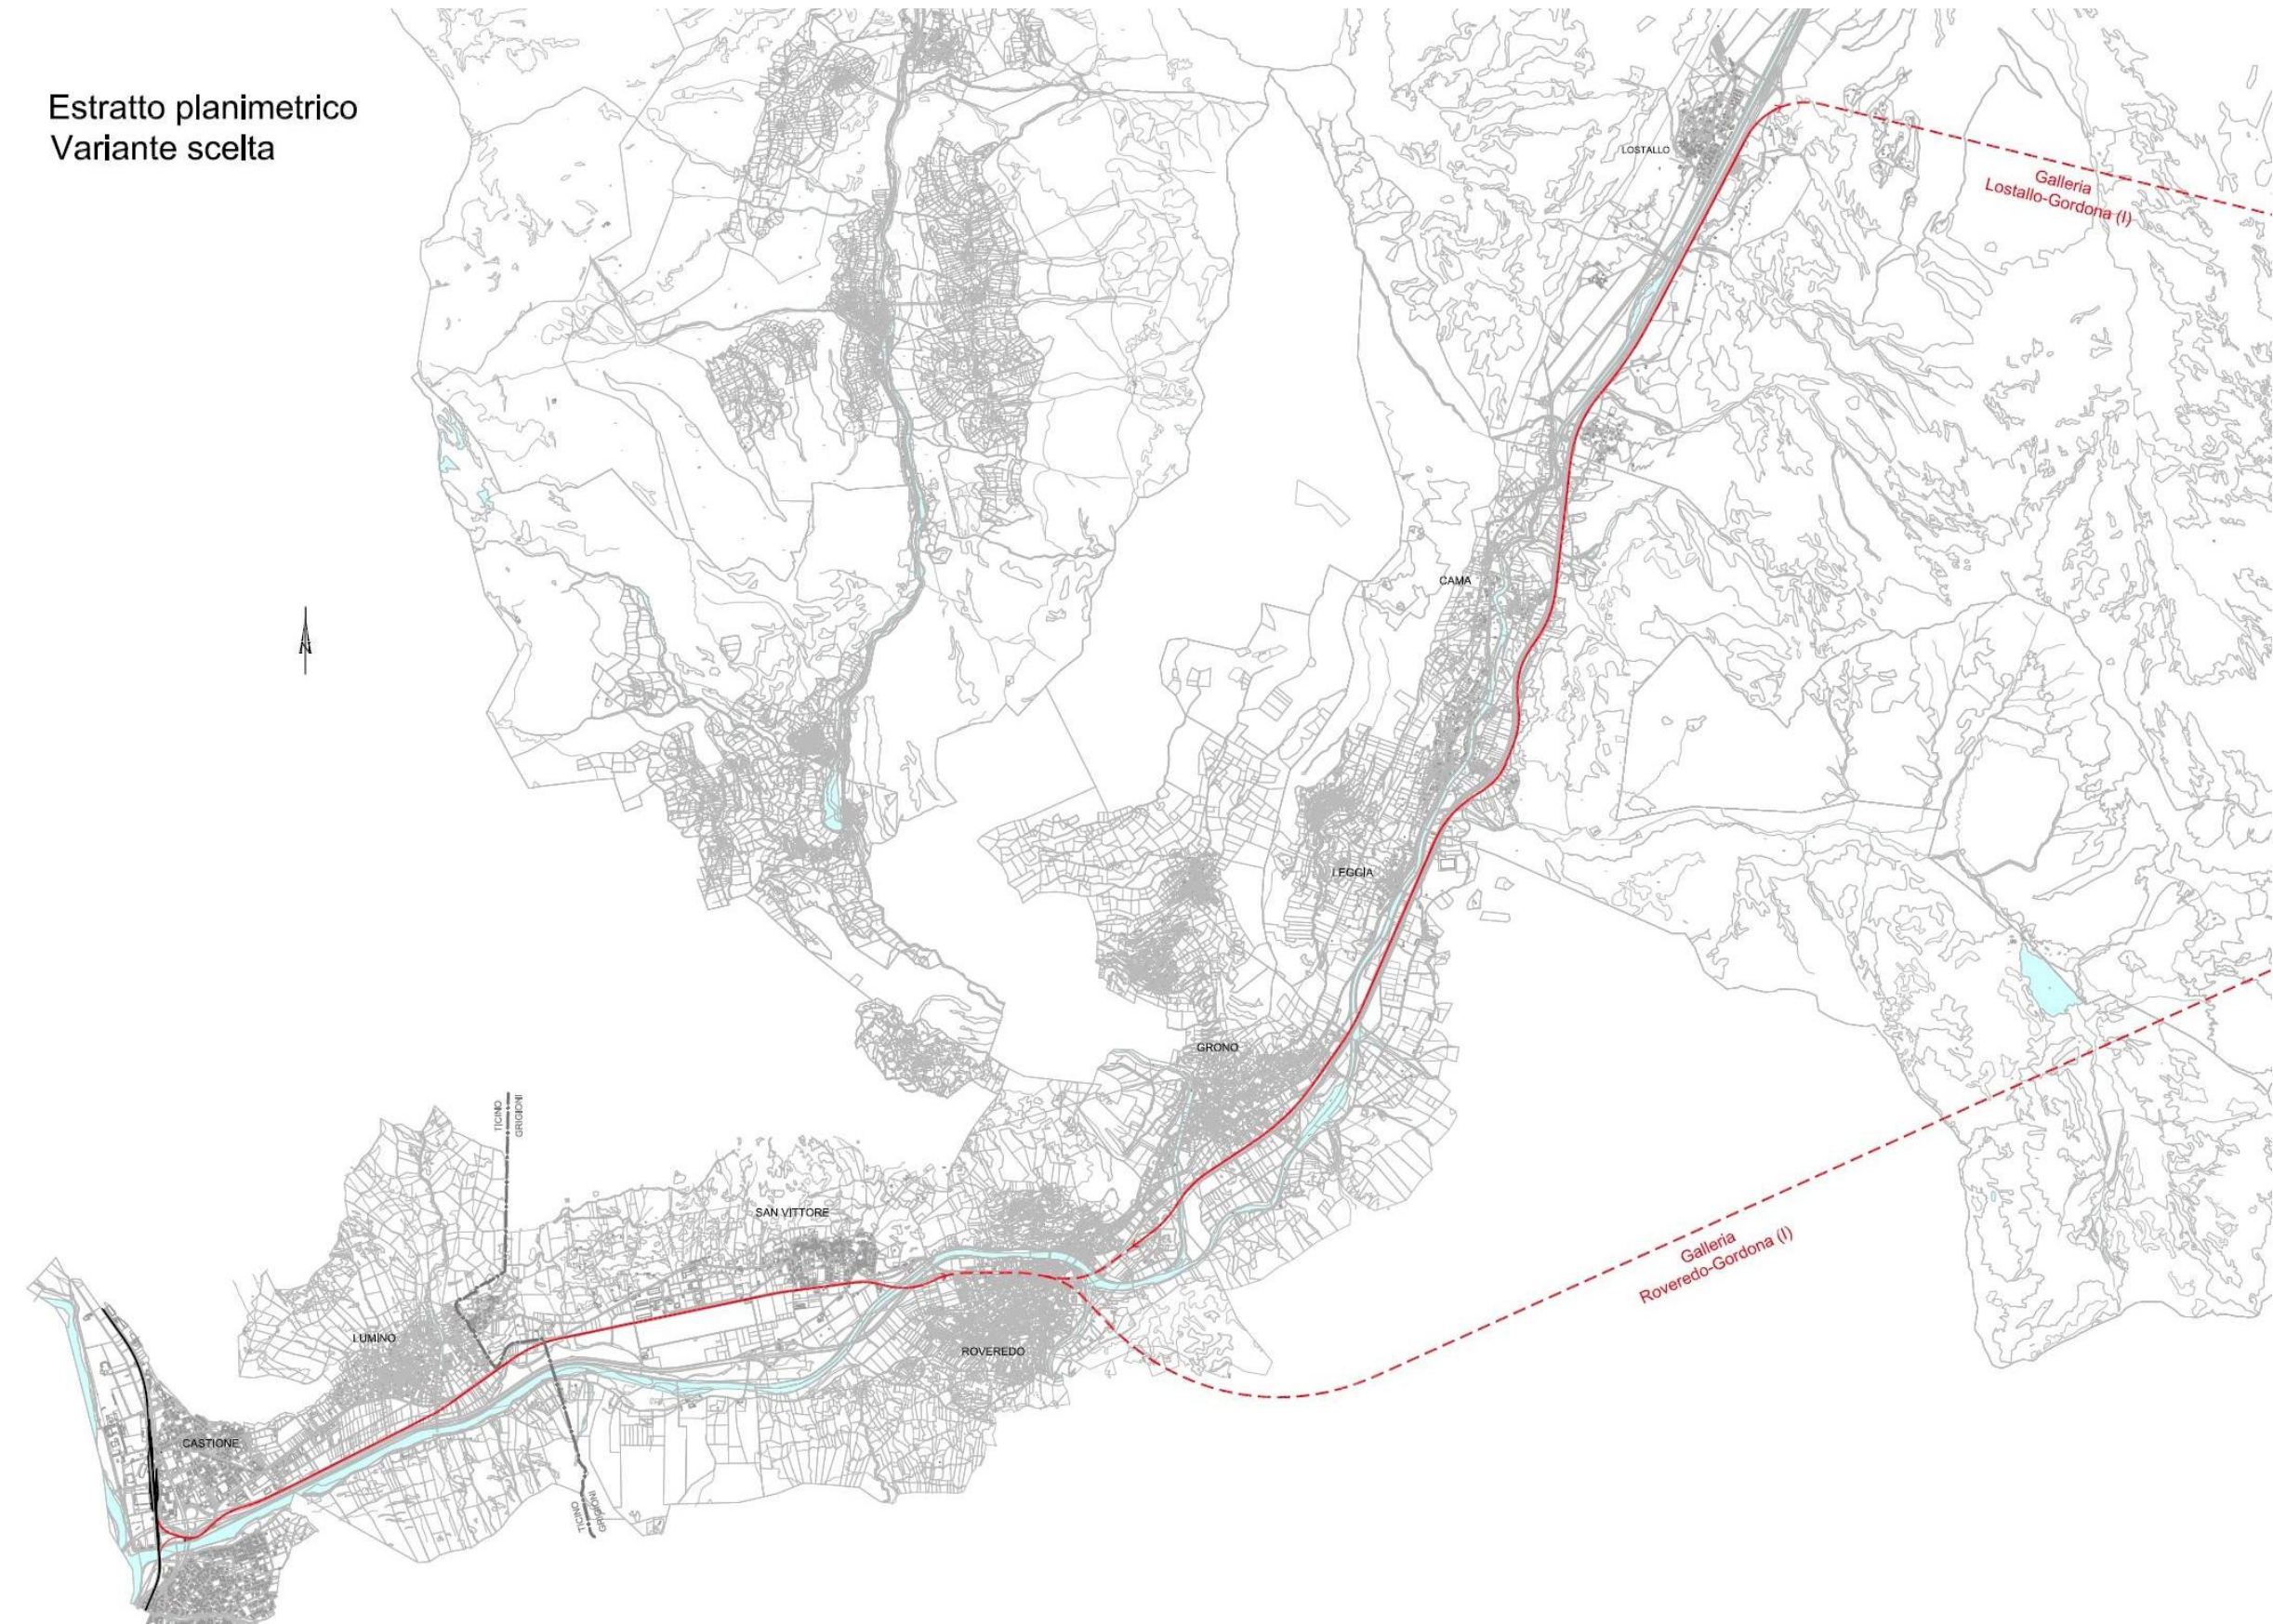 Estratto planimetrico
Variante scelta
LOSTALLO
Galleria
Lostallo-Gordona (I)
N
CAMA
LEGGIA
GRONO
TICINO
GRIGIONI
SAN VITTORE
Galleria
Roveredo-Gordona (I)
LUMINO
ROVEREDO
CASTIONE
TICINO
GRIGIONI